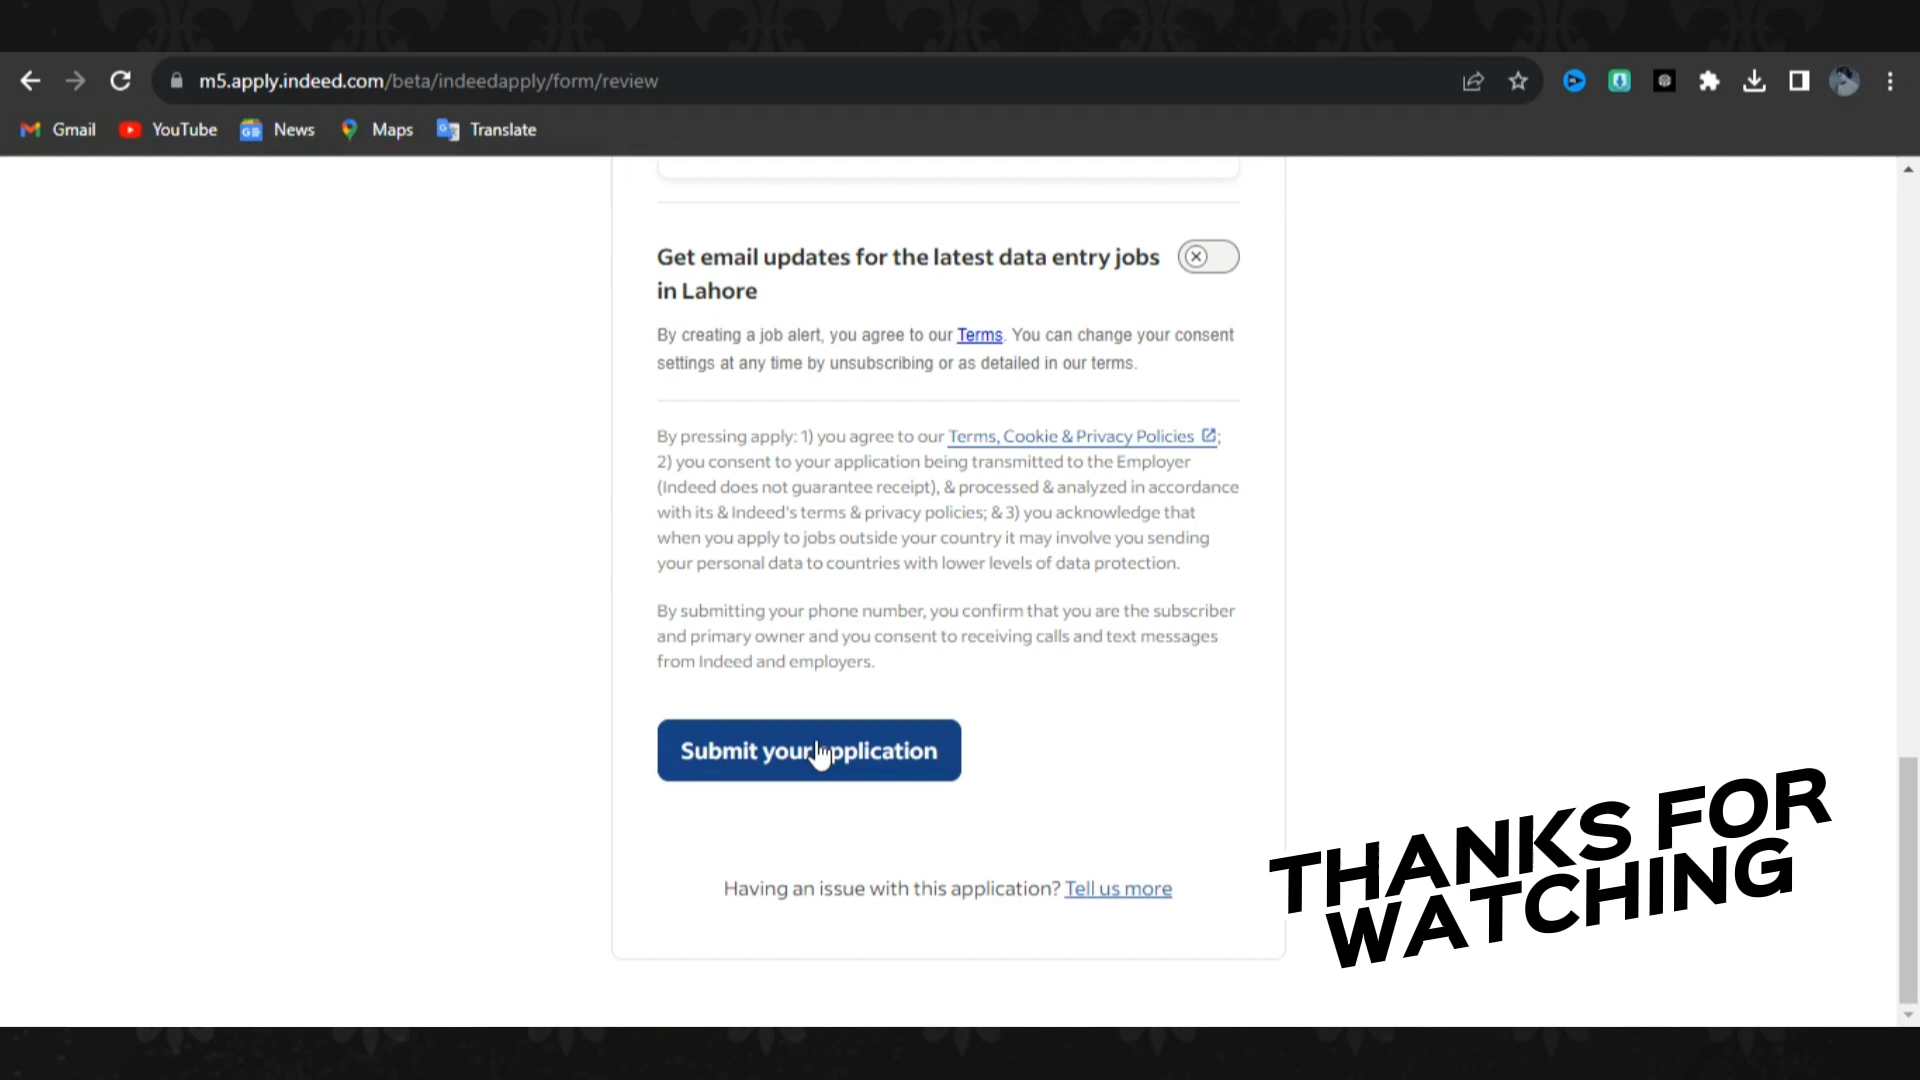 m5.apply.indeed.com/beta/indeedapply/form/review
Gmail YouTube News Maps Translate
Get email updates for the latest data entry jobs
in Lahore
By creating a job alert, you agree to our Terms. You can change your consent
settings at any time by unsubscribing or as detailed in our terms.
By pressing apply: 1) you agree to our Terms, Cookie & Privacy Policies ;
2) you consent to your application being transmitted to the Employer
(Indeed does not guarantee receipt), & processed & analyzed in accordance
with its & Indeed's terms & privacy policies; & 3) you acknowledge that
when you apply to jobs outside your country it may involve you sending
your personal data to countries with lower levels of data protection.
By submitting your phone number, you confirm that you are the subscriber
and primary owner and you consent to receiving calls and text messages
from Indeed and employers.
Submit your application
Having an issue with this application? Tell us more
THANKS FOR
WATCHING